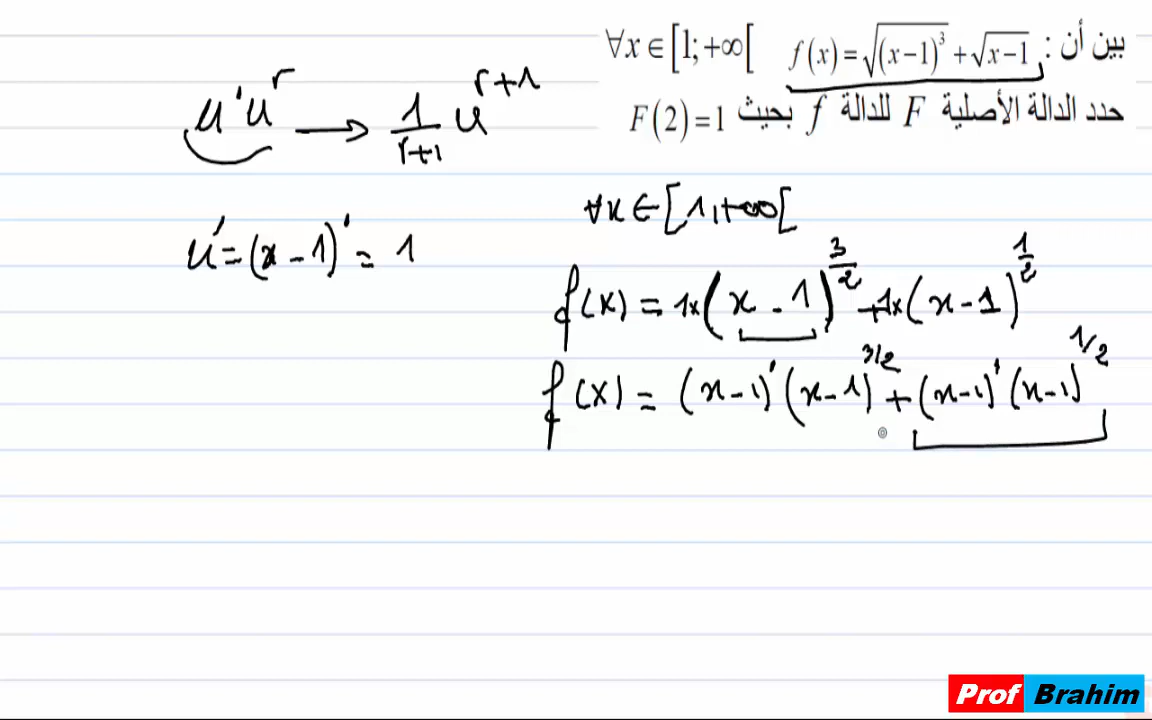 بين أن : ∀x ∈ [1; +∞[ f(x) = √(x−1)³ + √x−1
حدد الدالة الأصلية F للدالة f بحيث F(2) = 1
u'u^r → 1/(r+1) u^(r+1)
u' = (x − 1)' = 1
∀x ∈ [1, +∞[
f(x) = 1×(x − 1)^(3/2) + 1×(x − 1)^(1/2)
f(x) = (x−1)'(x−1)^(3/2) + (x−1)'(x−1)^(1/2)
Prof Brahim